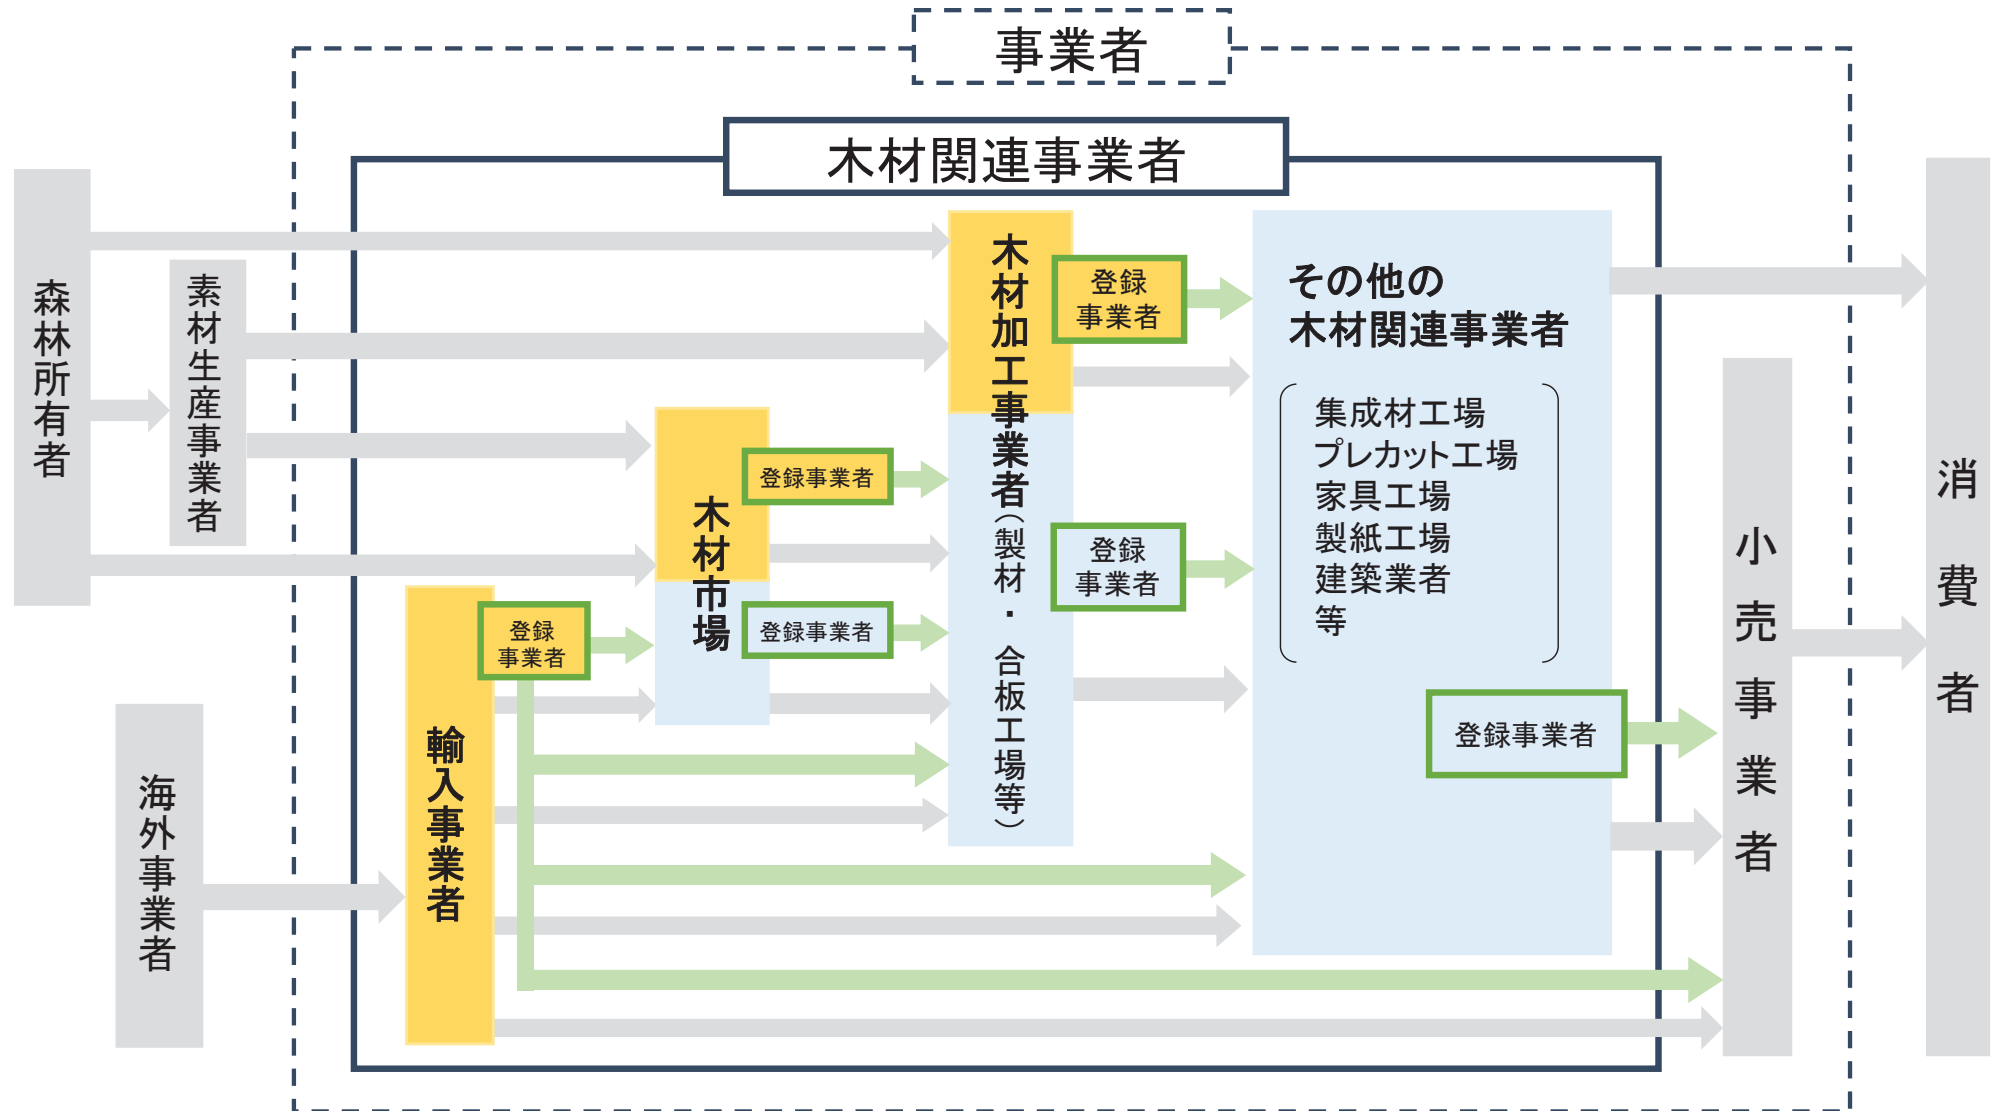 事業者
木材関連事業者
森林所有者
素材生産事業者
海外事業者
輸入事業者
登録
事業者
木材市場
登録事業者
登録事業者
木材加工事業者(製材・合板工場等)
登録
事業者
登録
事業者
その他の
木材関連事業者
集成材工場
プレカット工場
家具工場
製紙工場
建築業者
等
登録事業者
小売事業者
消費者